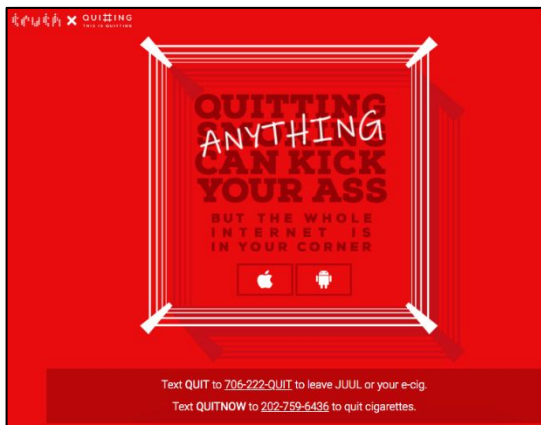 truth X QUITTING
THIS IS QUITTING
QUITTING
SMOKING
ANYTHING
CAN KICK
YOUR ASS
BUT THE WHOLE
INTERNET IS
IN YOUR CORNER
Text QUIT to 706-222-QUIT to leave JUUL or your e-cig.
Text QUITNOW to 202-759-6436 to quit cigarettes.